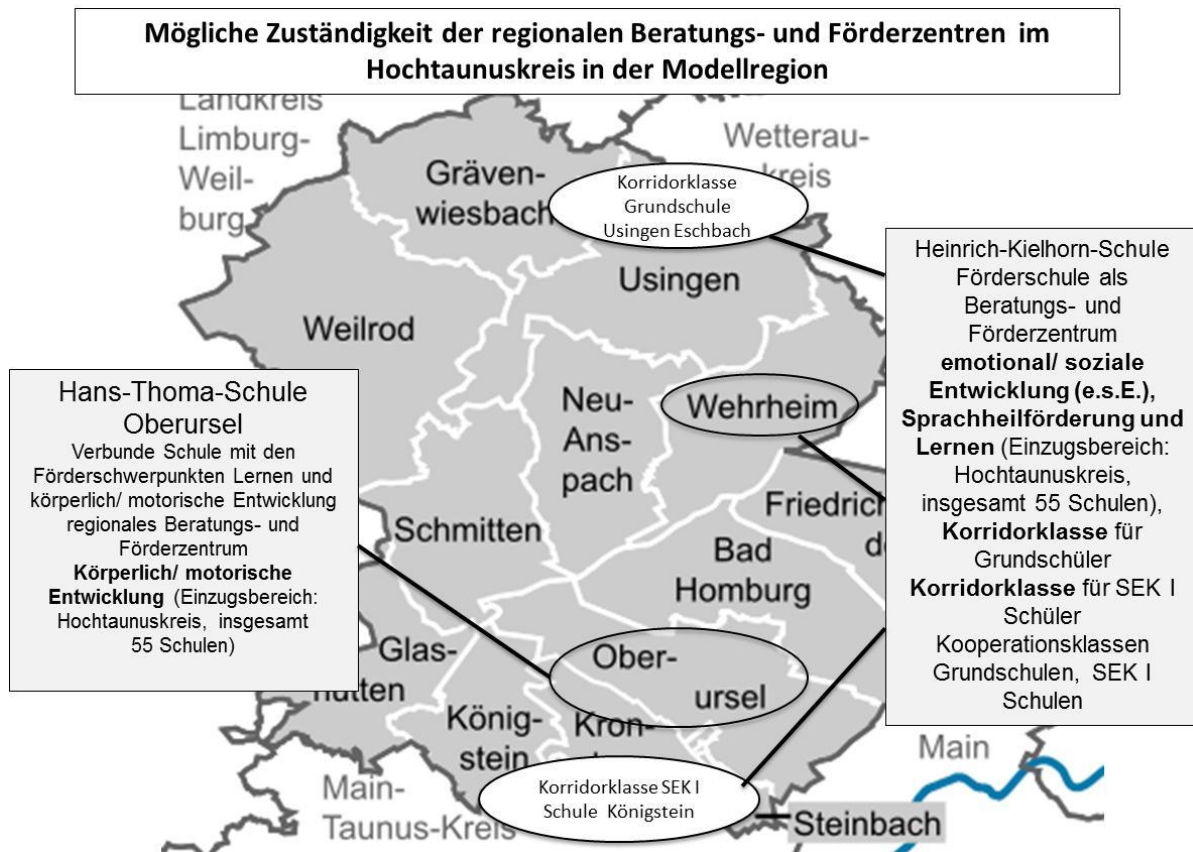 Mögliche Zuständigkeit der regionalen Beratungs- und Förderzentren im
Hochtaunuskreis in der Modellregion
Landkreis
Limburg-
Weil-
burg
Wetterau-
kreis
Gräven-
wiesbach
Korridorklasse
Grundschule
Usingen Eschbach
Usingen
Weilrod
Heinrich-Kielhorn-Schule
Förderschule als
Beratungs- und
Förderzentrum
emotional/ soziale
Entwicklung (e.s.E.),
Sprachheilförderung und
Lernen (Einzugsbereich:
Hochtaunuskreis,
insgesamt 55 Schulen),
Korridorklasse für
Grundschüler
Korridorklasse für SEK I
Schüler
Kooperationsklassen
Grundschulen, SEK I
Schulen
Hans-Thoma-Schule
Oberursel
Verbunde Schule mit den
Förderschwerpunkten Lernen und
körperlich/ motorische Entwicklung
regionales Beratungs- und
Förderzentrum
Körperlich/ motorische
Entwicklung (Einzugsbereich:
Hochtaunuskreis, insgesamt
55 Schulen)
Neu-
Ans-
pach
Wehrheim
Schmitten
Friedrich
Bad
Homburg
Glas-
hütten
Ober-
ursel
König-
stein
Kron-
Korridorklasse SEK I
Schule Königstein
Main-
Taunus-Kreis
Main
Steinbach